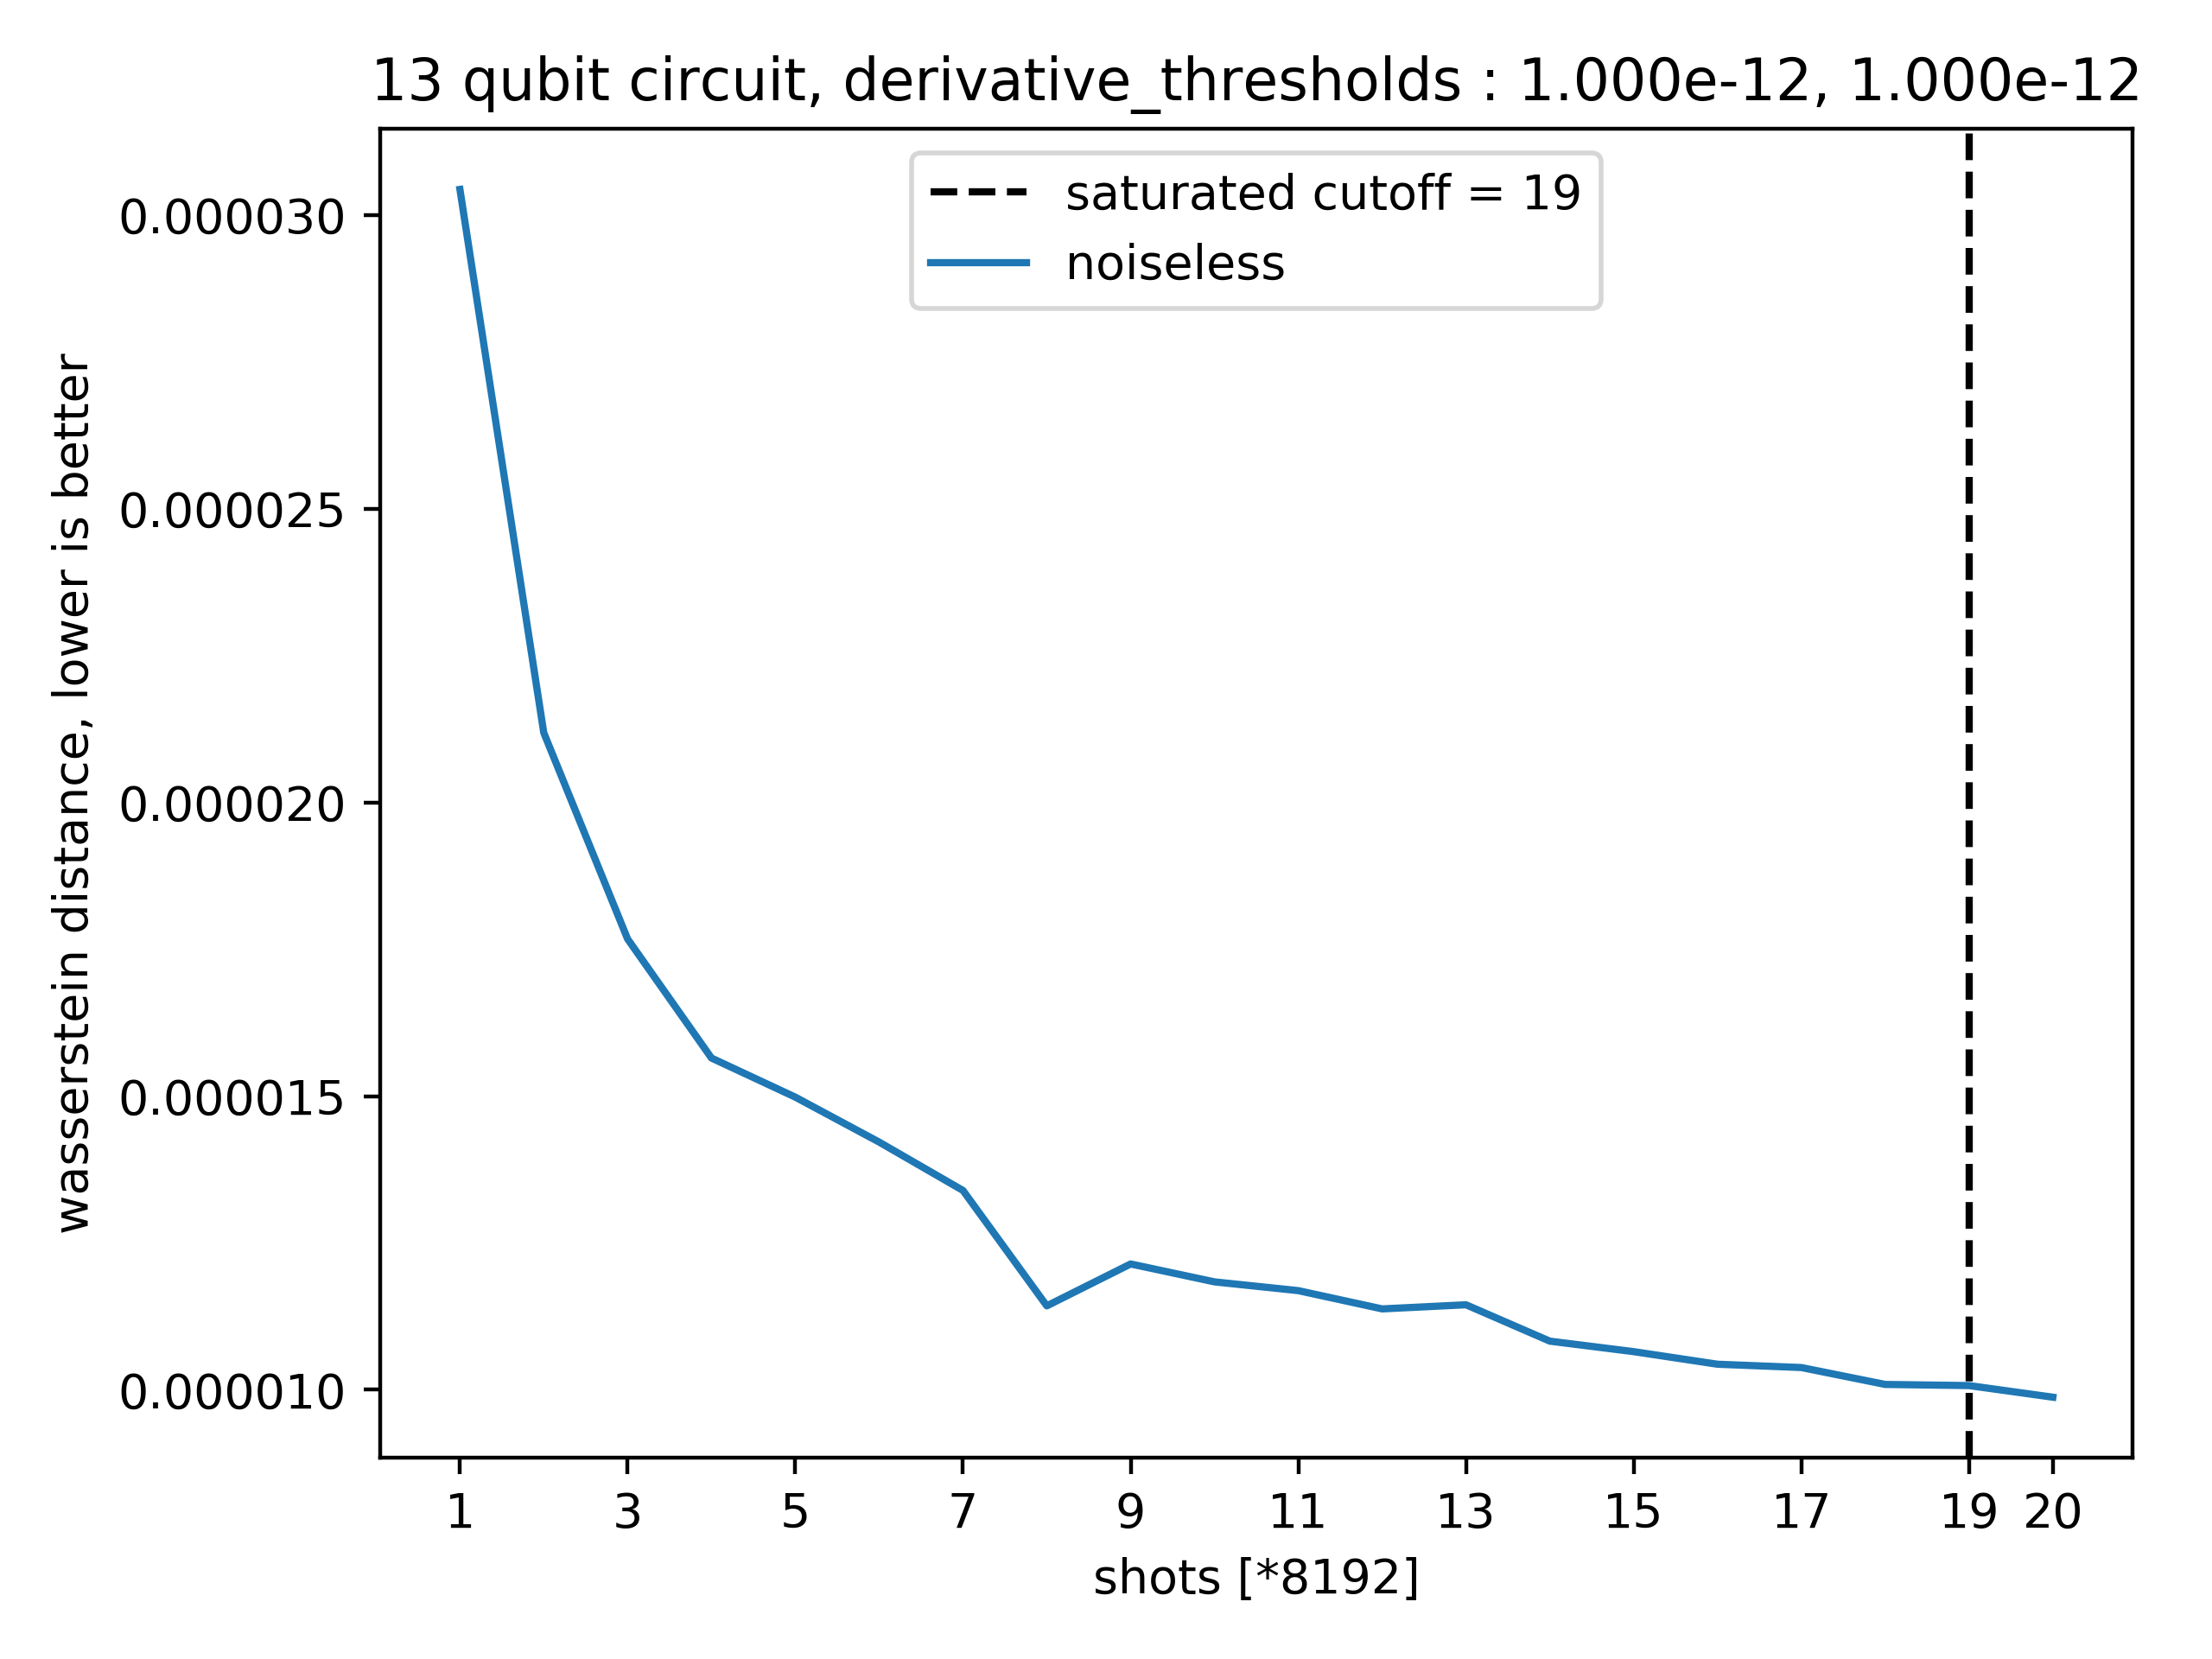 13 qubit circuit, derivative_thresholds : 1.000e-12, 1.000e-12
saturated cutoff = 19
noiseless
wasserstein distance, lower is better
0.000030
0.000025
0.000020
0.000015
0.000010
1 3 5 7 9 11 13 15 17 19 20
shots [*8192]